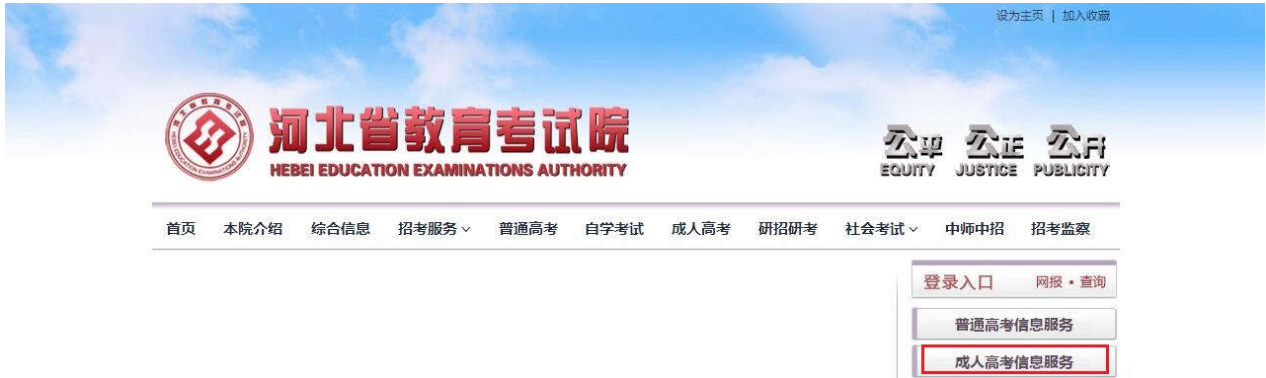 设为主页 | 加入收藏
河北省教育考试院
HEBEI EDUCATION EXAMINATIONS AUTHORITY
公平 公正 公开
EQUITY JUSTICE PUBLICITY
首页 本院介绍 综合信息 招考服务 普通高考 自学考试 成人高考 研招研考 社会考试 中师中招 招考监察
登录入口 网报 • 查询
普通高考信息服务
成人高考信息服务